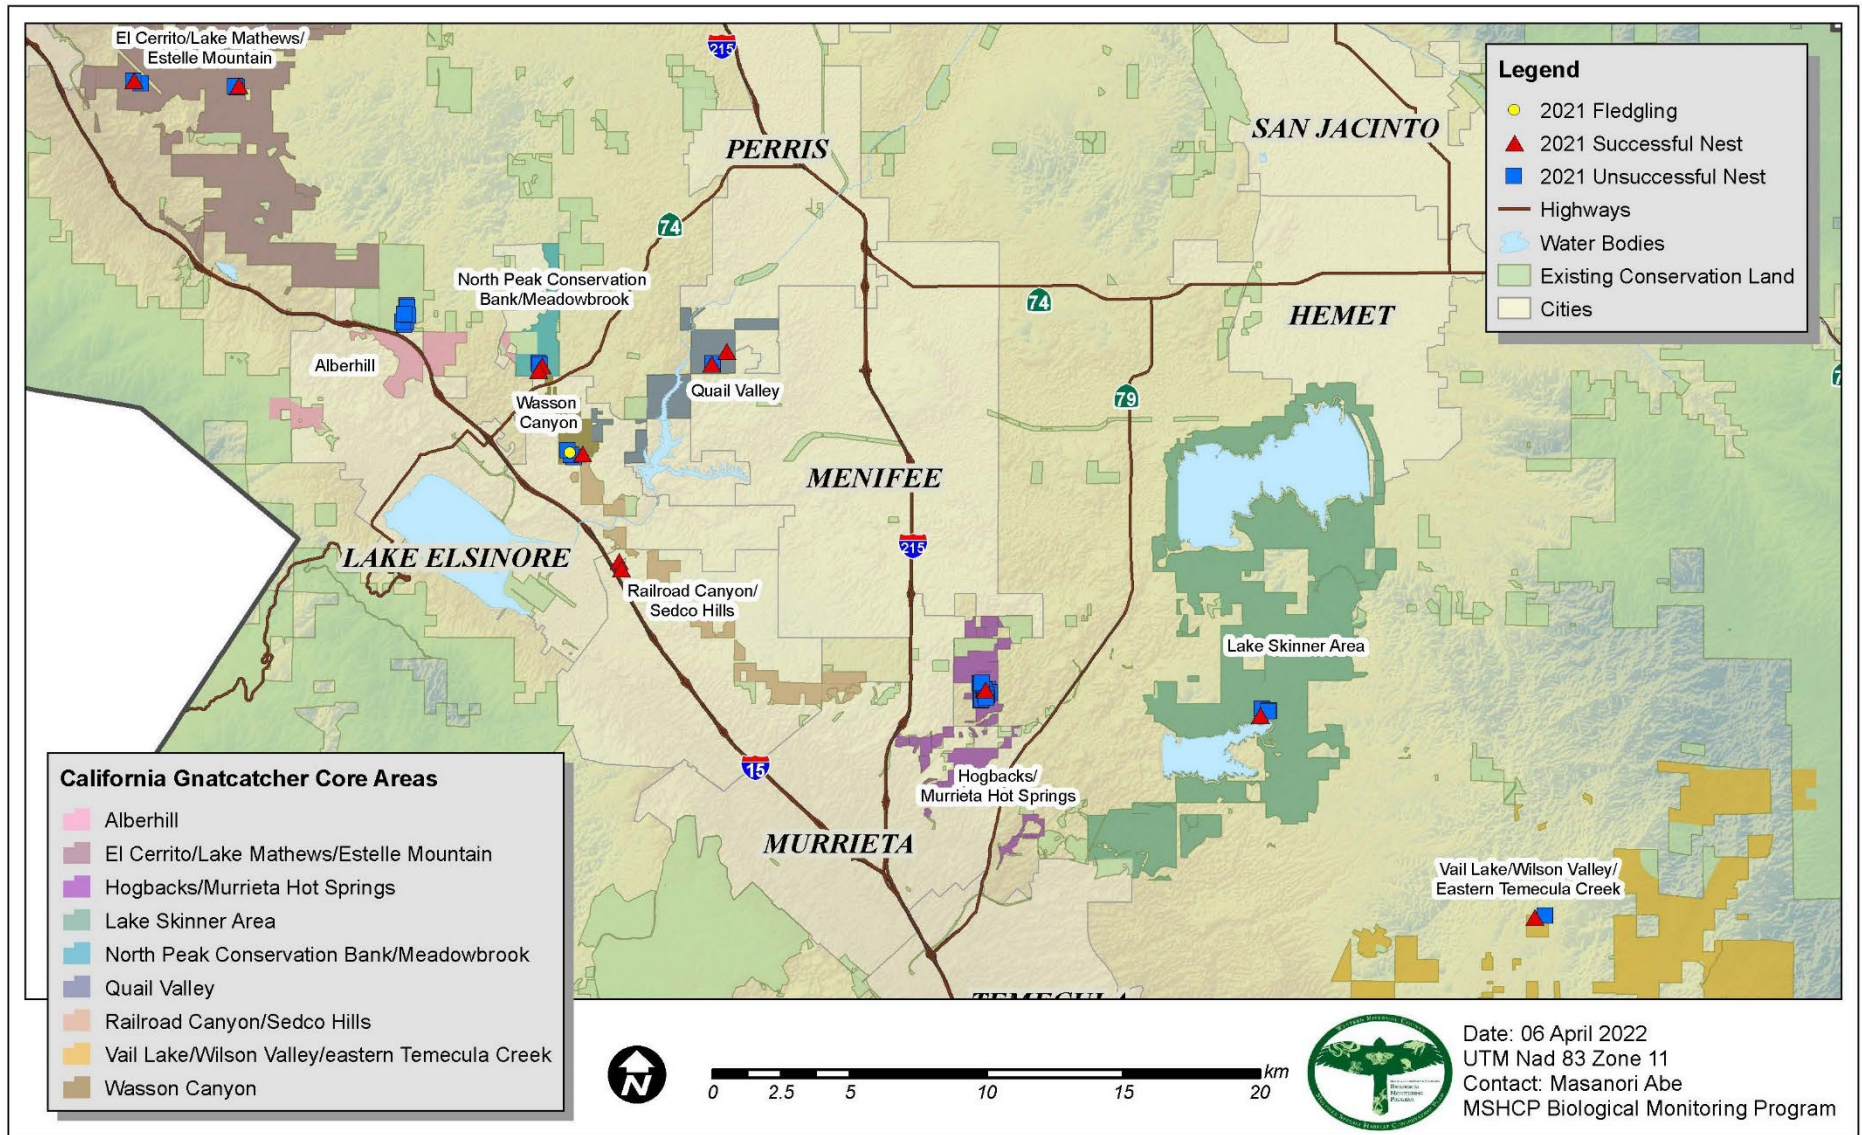 El Cerrito/Lake Mathews/
Estelle Mountain
215
PERRIS
SAN JACINTO
Legend
2021 Fledgling
2021 Successful Nest
2021 Unsuccessful Nest
Highways
Water Bodies
Existing Conservation Land
Cities
74
North Peak Conservation
Bank/Meadowbrook
74
HEMET
Alberhill
Quail Valley
79
Wasson
Canyon
MENIFEE
215
LAKE ELSINORE
Railroad Canyon/
Sedco Hills
Lake Skinner Area
15
Hogbacks/
Murrieta Hot Springs
MURRIETA
Vail Lake/Wilson Valley/
Eastern Temecula Creek
TEMECULA
California Gnatcatcher Core Areas
Alberhill
El Cerrito/Lake Mathews/Estelle Mountain
Hogbacks/Murrieta Hot Springs
Lake Skinner Area
North Peak Conservation Bank/Meadowbrook
Quail Valley
Railroad Canyon/Sedco Hills
Vail Lake/Wilson Valley/eastern Temecula Creek
Wasson Canyon
N
0 2.5 5 10 15 20 km
BIOLOGICAL
MONITORING
PROGRAM
Date: 06 April 2022
UTM Nad 83 Zone 11
Contact: Masanori Abe
MSHCP Biological Monitoring Program